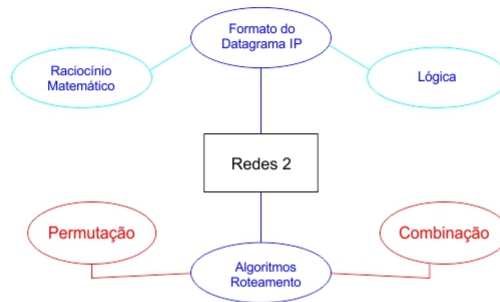 Formato do
Datagrama IP
Raciocínio
Matemático
Lógica
Redes 2
Permutação
Combinação
Algoritmos
Roteamento